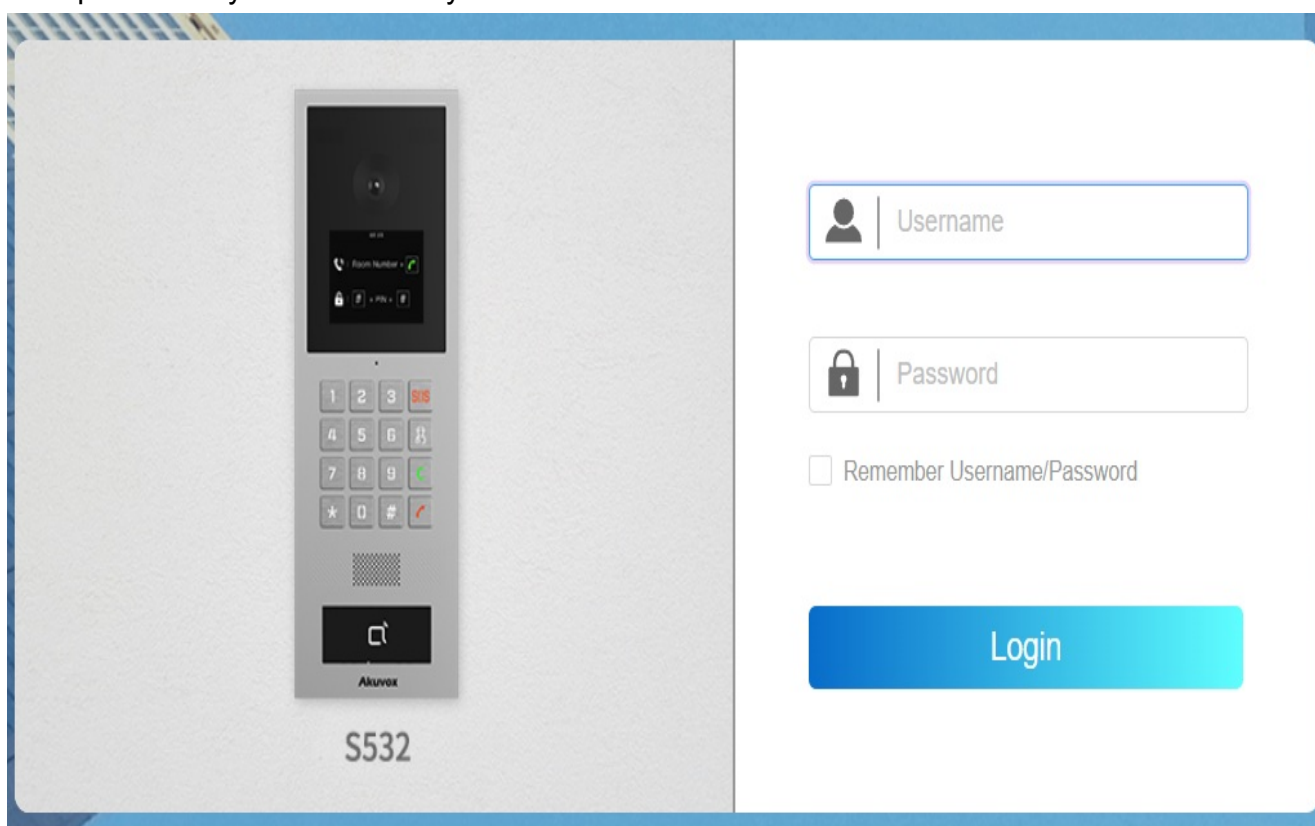 Room Number +
# + PIN + #
1 2 3 SOS
4 5 6
7 8 9
* 0 #
Akuvox
S532
Username
Password
Remember Username/Password
Login